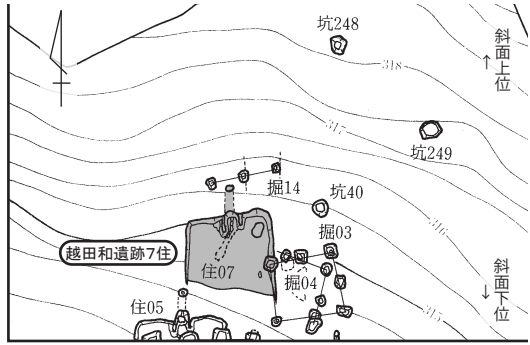 坑248
斜面上位
↑
318
317
坑249
掘14
坑40
316
掘03
越田和遺跡7住
住07
掘04
斜面下位
↓
住05
315